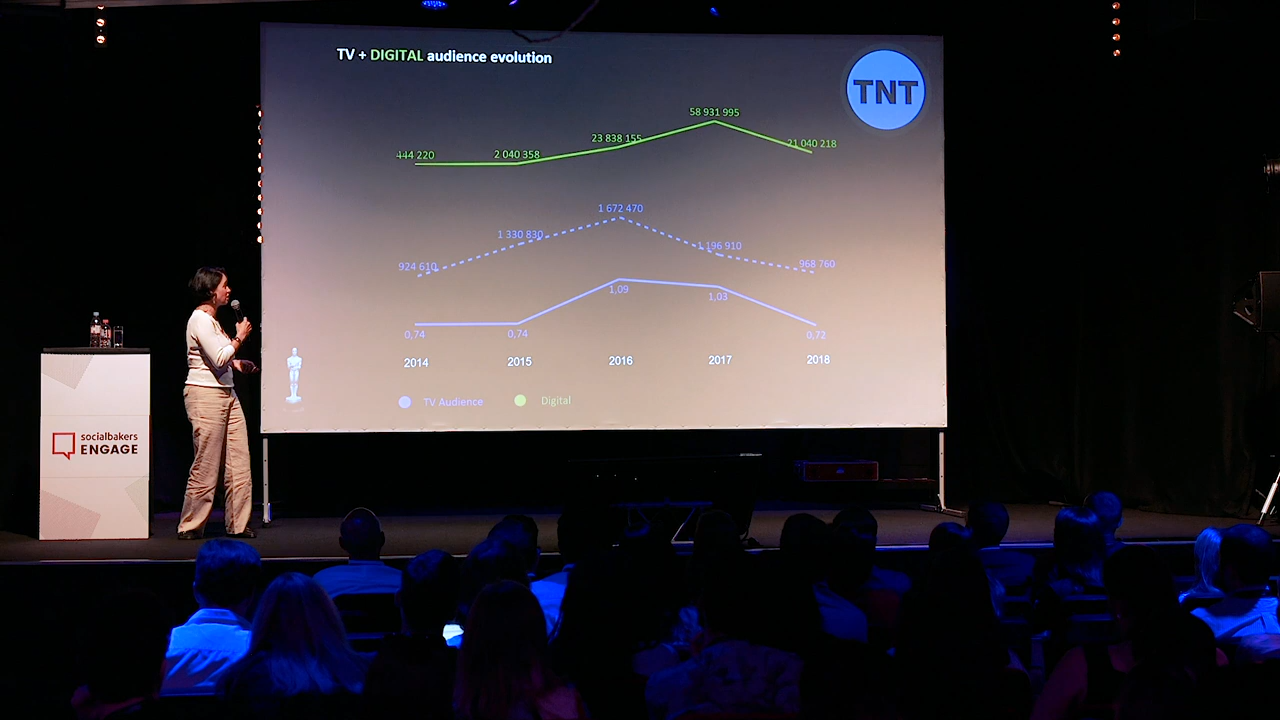 TV + DIGITAL audience evolution
TNT
58 931 995
23 838 155
21 040 218
444 220
2 040 358
1 672 470
1 330 830
1 196 910
924 610
968 760
1,09
1,03
0,74
0,74
0,72
2014
2015
2016
2017
2018
TV Audience
Digital
socialbakers
ENGAGE